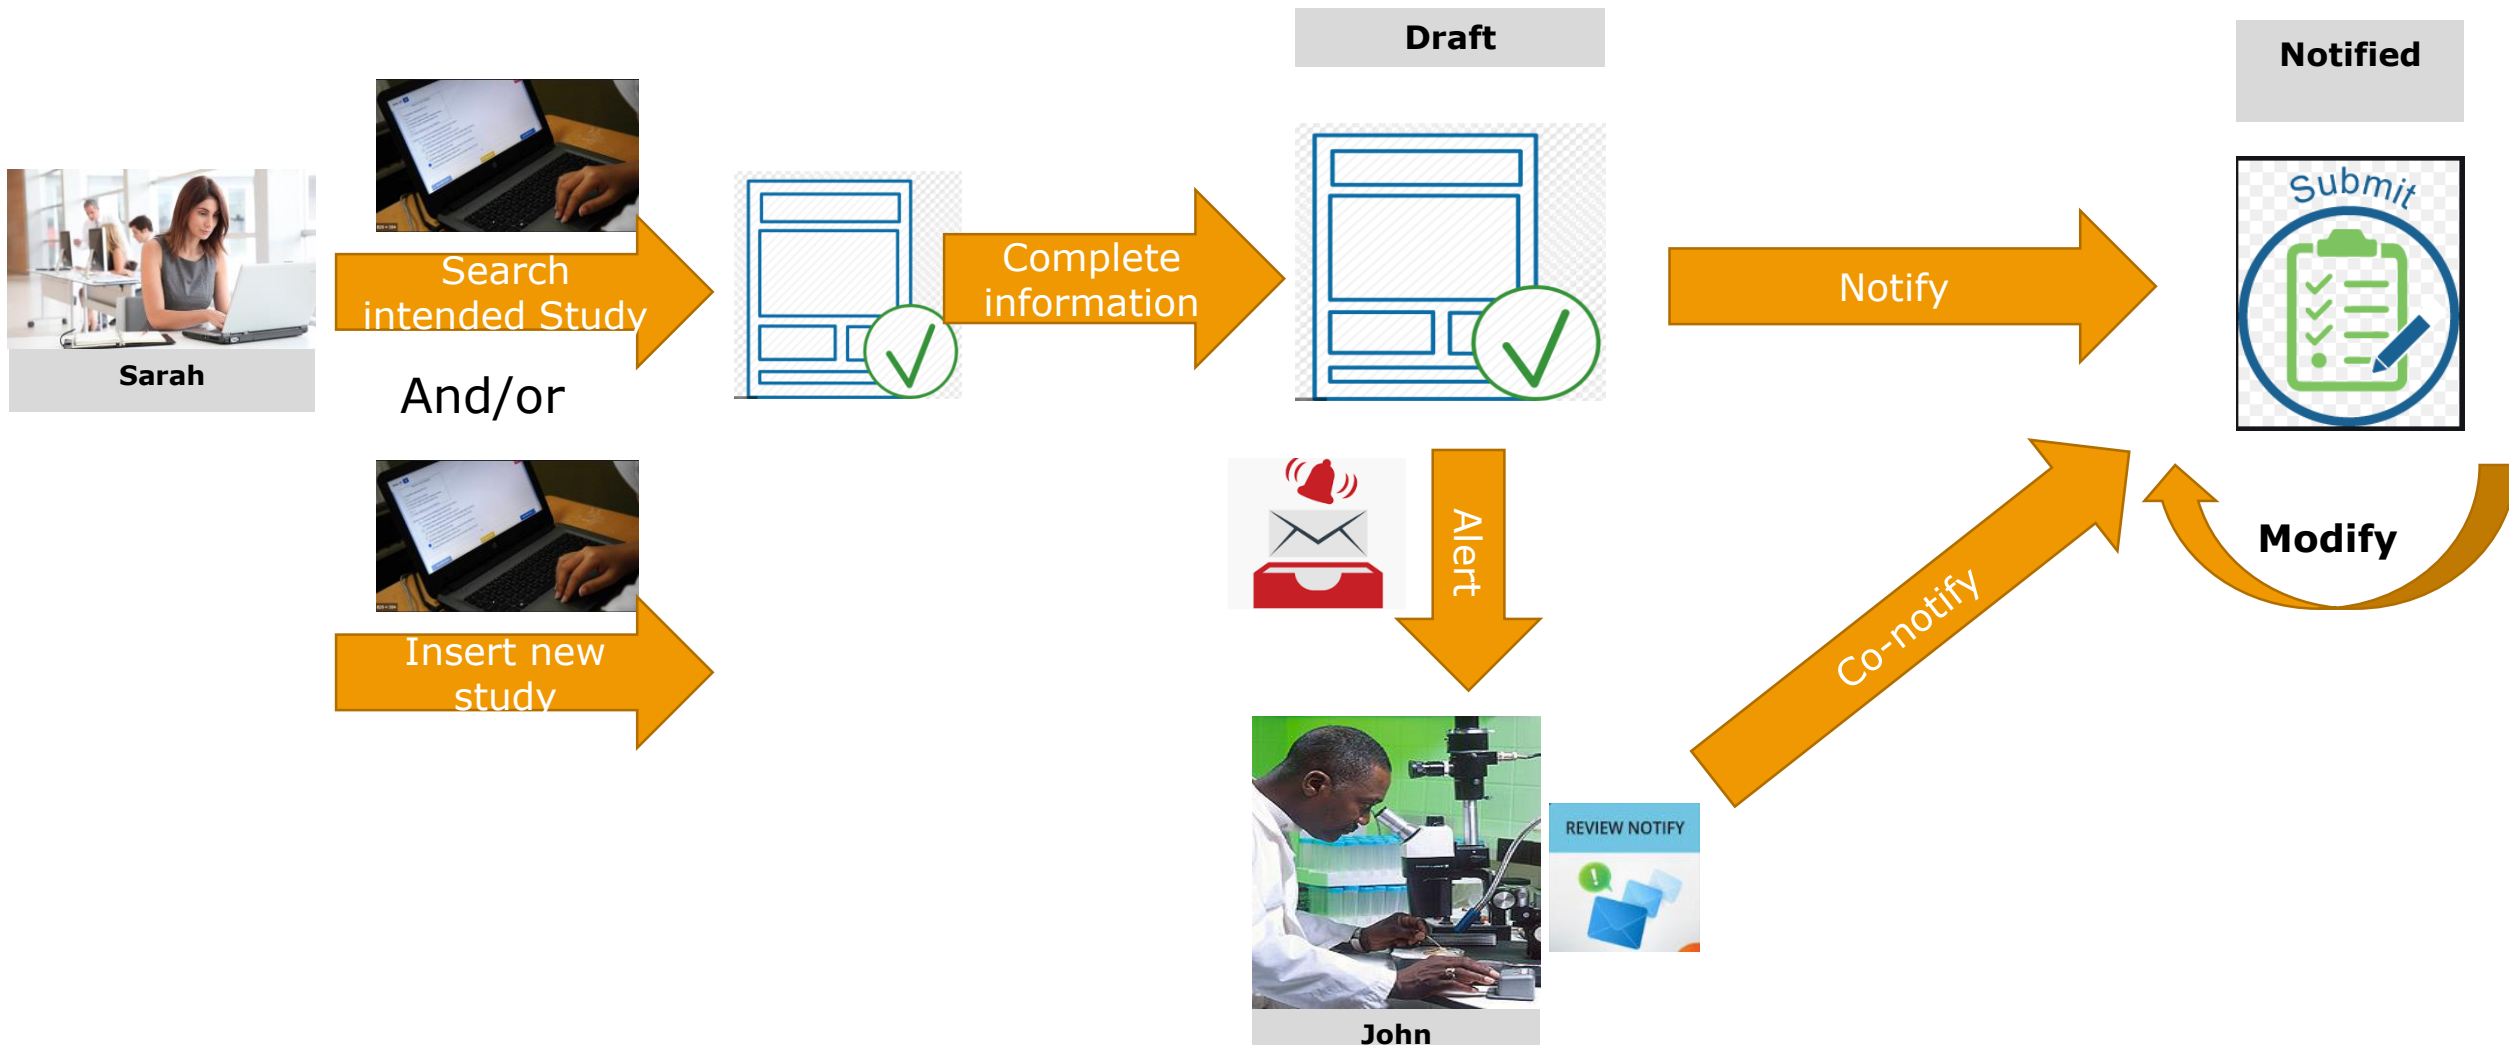 Draft
Notified
Submit
Search
intended Study
Complete
information
Notify
Sarah
And/or
Alert
Modify
Co-notify
Insert new
study
REVIEW NOTIFY
John